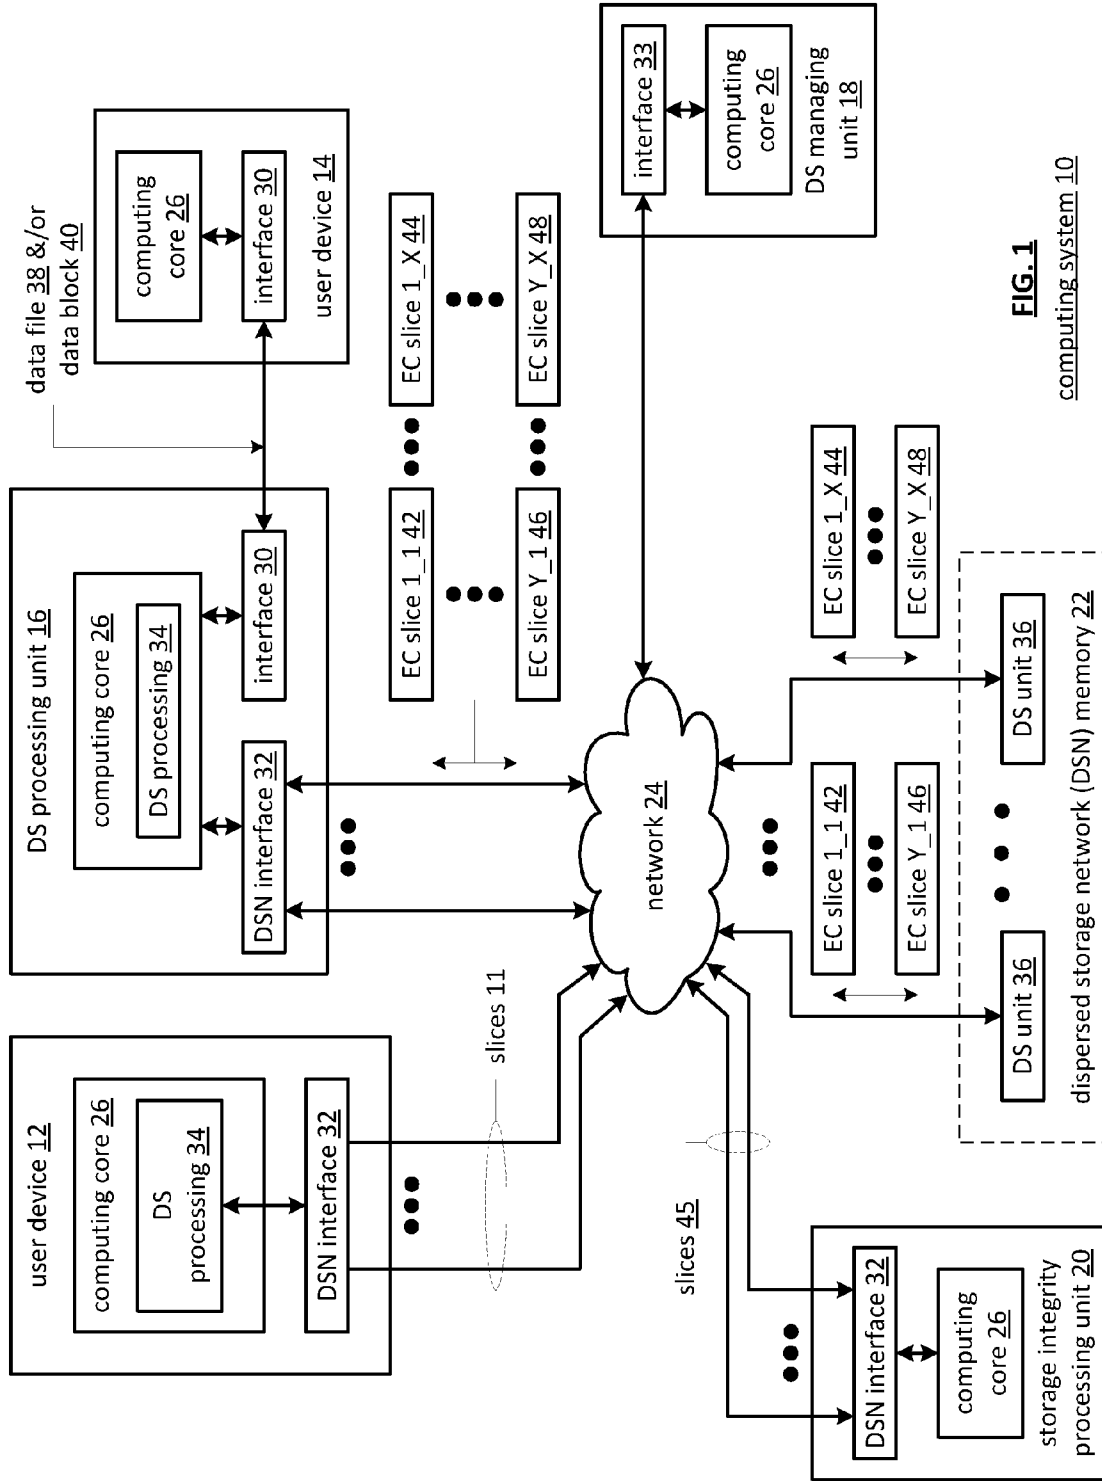 user device 12
computing core 26
DS
processing 34
DSN interface 32
slices 11
DS processing unit 16
computing core 26
DS processing 34
DSN interface 32
interface 30
data file 38 &/or
data block 40
computing
core 26
interface 30
user device 14
EC slice 1_1 42
EC slice 1_X 44
EC slice Y_1 46
EC slice Y_X 48
network 24
interface 33
computing
core 26
DS managing
unit 18
slices 45
DSN interface 32
computing
core 26
storage integrity
processing unit 20
EC slice 1_1 42
EC slice Y_1 46
EC slice 1_X 44
EC slice Y_X 48
DS unit 36
DS unit 36
dispersed storage network (DSN) memory 22
FIG. 1
computing system 10